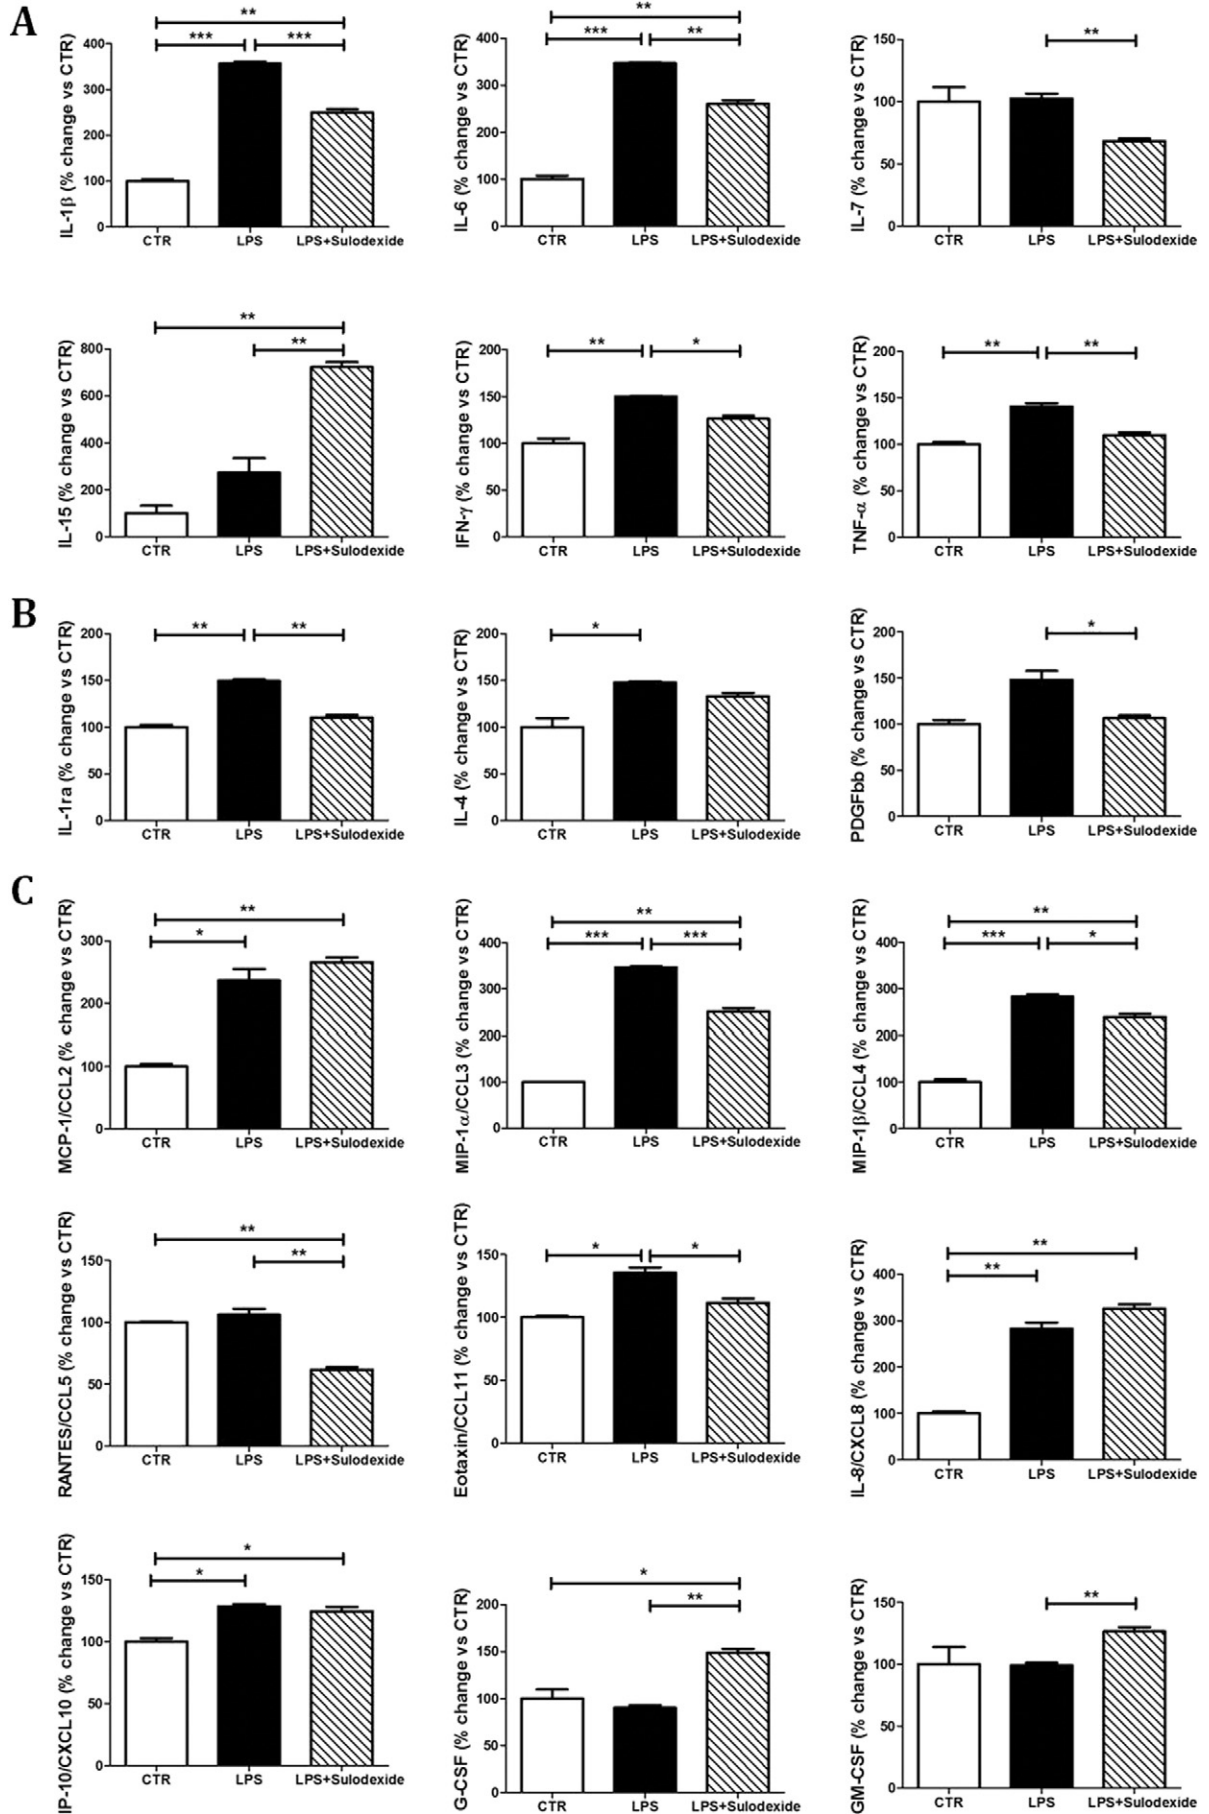 A
IL-1β (% change vs CTR)
**
*** ***
400
300
200
100
0
CTR LPS LPS+Sulodexide
IL-6 (% change vs CTR)
**
*** **
400
300
200
100
0
CTR LPS LPS+Sulodexide
IL-7 (% change vs CTR)
**
150
100
50
0
CTR LPS LPS+Sulodexide
IL-15 (% change vs CTR)
**
**
800
600
400
200
0
CTR LPS LPS+Sulodexide
IFN-γ (% change vs CTR)
** *
200
150
100
50
0
CTR LPS LPS+Sulodexide
TNF-α (% change vs CTR)
** **
200
150
100
50
0
CTR LPS LPS+Sulodexide
B
IL-1ra (% change vs CTR)
** **
200
150
100
50
0
CTR LPS LPS+Sulodexide
IL-4 (% change vs CTR)
*
200
150
100
50
0
CTR LPS LPS+Sulodexide
PDGFbb (% change vs CTR)
*
200
150
100
50
0
CTR LPS LPS+Sulodexide
C
MCP-1/CCL2 (% change vs CTR)
**
*
300
200
100
0
CTR LPS LPS+Sulodexide
MIP-1α/CCL3 (% change vs CTR)
**
*** ***
400
300
200
100
0
CTR LPS LPS+Sulodexide
MIP-1β/CCL4 (% change vs CTR)
**
*** *
400
300
200
100
0
CTR LPS LPS+Sulodexide
RANTES/CCL5 (% change vs CTR)
**
**
150
100
50
0
CTR LPS LPS+Sulodexide
Eotaxin/CCL11 (% change vs CTR)
* *
150
100
50
0
CTR LPS LPS+Sulodexide
IL-8/CXCL8 (% change vs CTR)
**
**
400
300
200
100
0
CTR LPS LPS+Sulodexide
IP-10/CXCL10 (% change vs CTR)
*
*
150
100
50
0
CTR LPS LPS+Sulodexide
G-CSF (% change vs CTR)
*
**
200
150
100
50
0
CTR LPS LPS+Sulodexide
GM-CSF (% change vs CTR)
**
150
100
50
0
CTR LPS LPS+Sulodexide